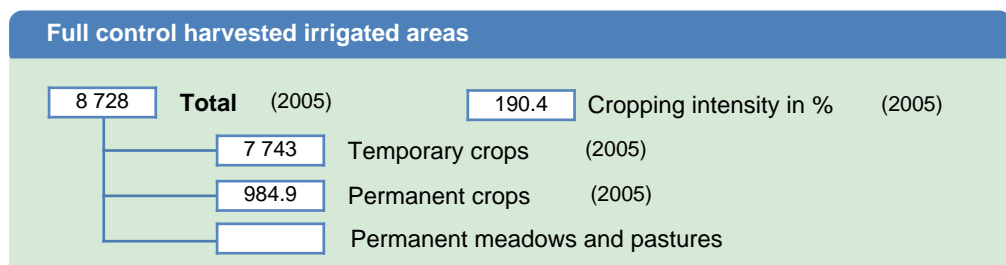 Full control harvested irrigated areas
8 728 Total (2005) 190.4 Cropping intensity in % (2005)
7 743 Temporary crops (2005)
984.9 Permanent crops (2005)
Permanent meadows and pastures